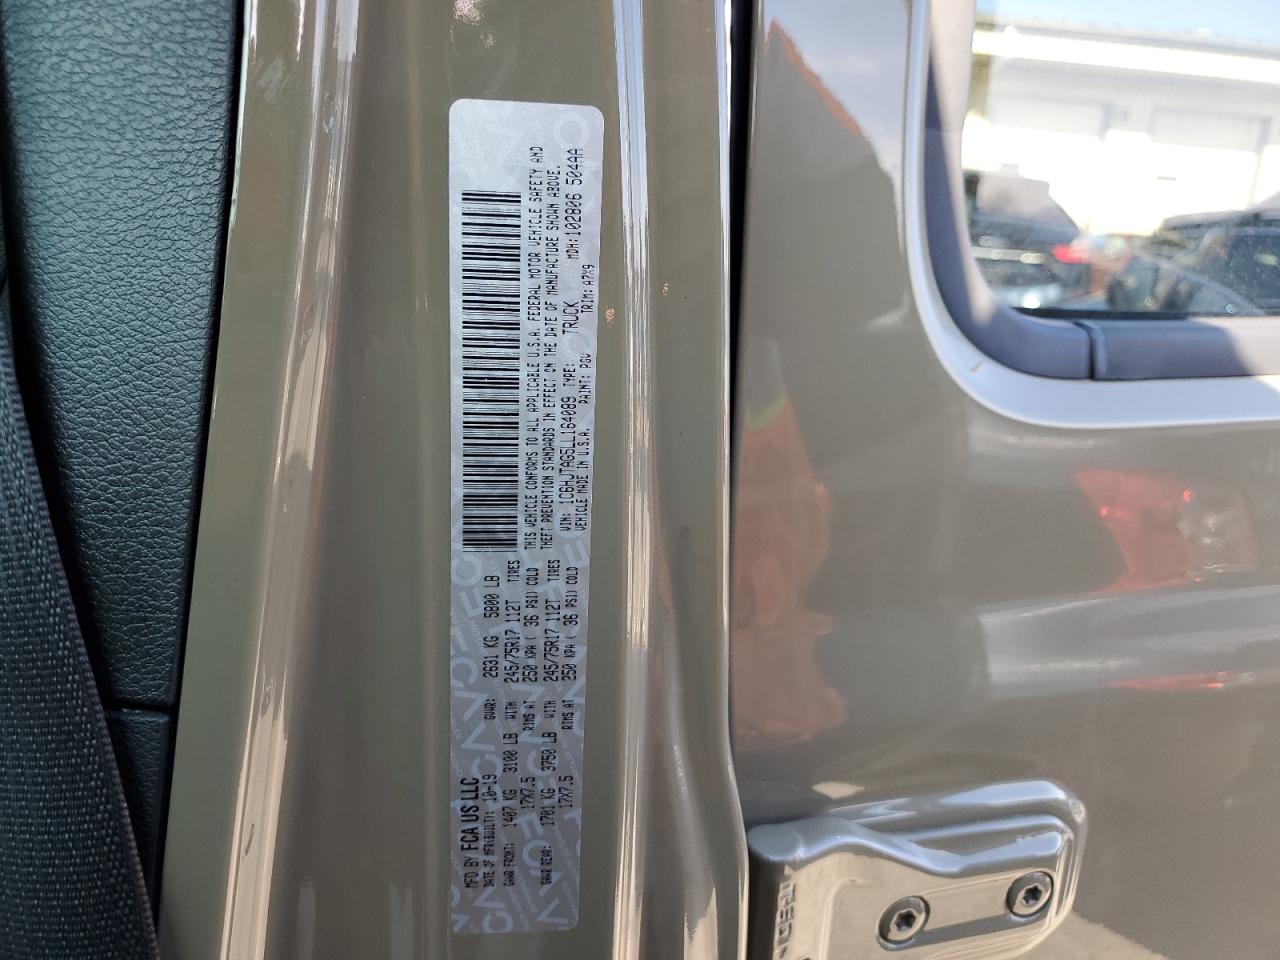 MFD BY FCA US LLC
DATE OF MFR(BUILT): 10-19 GVWR: 2631 KG 5800 LB
GAWR FRONT: 1407 KG 3100 LB WITH 245/75R17 112T TIRES
17X7.5 RIMS AT 250 KPA ( 36 PSI) COLD
GAWR REAR: 1701 KG 3750 LB WITH 245/75R17 112T TIRES
17X7.5 RIMS AT 250 KPA ( 36 PSI) COLD
THIS VEHICLE CONFORMS TO ALL APPLICABLE U.S.A. FEDERAL MOTOR VEHICLE SAFETY AND
THEFT PREVENTION STANDARDS IN EFFECT ON THE DATE OF MANUFACTURE SHOWN ABOVE.
VIN: 1C6HJTAG5LL164089 TYPE: TRUCK MDH: 102806 504AA
VEHICLE MADE IN U.S.A. PAINT: PGV TRIM: A7X9